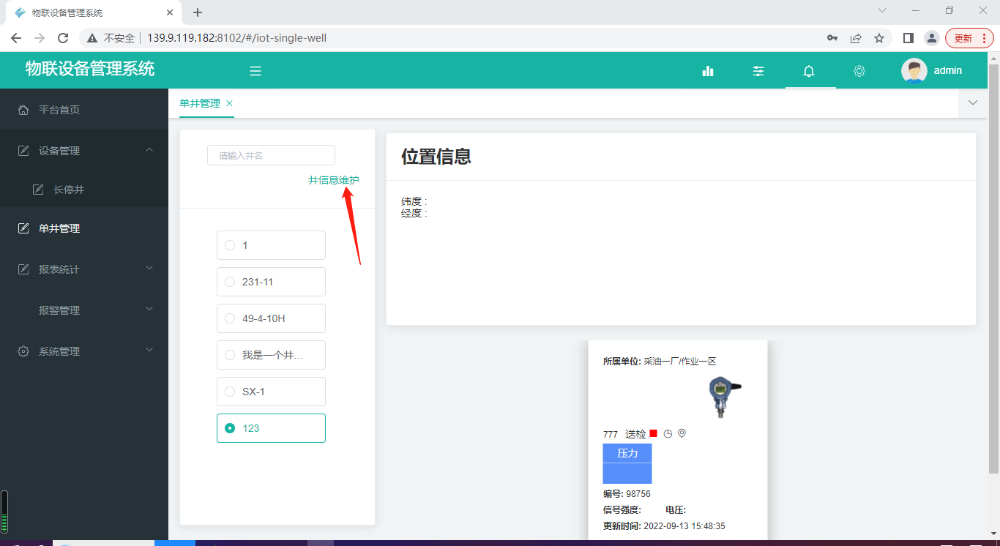 物联设备管理系统
不安全
139.9.119.182:8102/#/iot-single-well
更新
物联设备管理系统
admin
平台首页
设备管理
长停井
单井管理
报表统计
报警管理
系统管理
单井管理
请输入井名
井信息维护
1
231-11
49-4-10H
我是一个井...
SX-1
123
位置信息
纬度 :
经度 :
所属单位: 采油一厂/作业一区
777 送检
压力
编号: 98756
信号强度: 电压:
更新时间: 2022-09-13 15:48:35